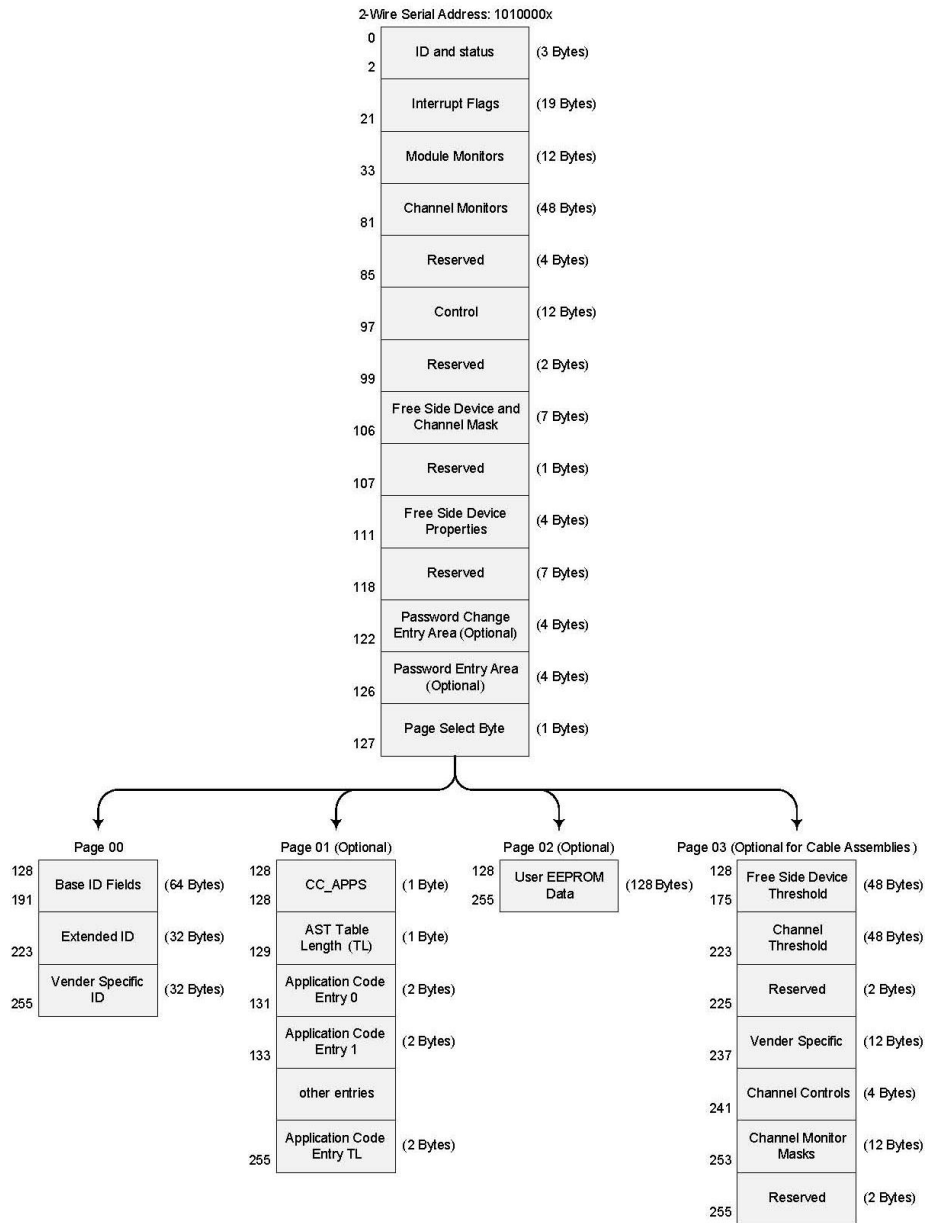 2-Wire Serial Address: 1010000x
0
ID and status
(3 Bytes)
2
Interrupt Flags
(19 Bytes)
21
Module Monitors
(12 Bytes)
33
Channel Monitors
(48 Bytes)
81
Reserved
(4 Bytes)
85
Control
(12 Bytes)
97
Reserved
(2 Bytes)
99
Free Side Device and
Channel Mask
(7 Bytes)
106
Reserved
(1 Bytes)
107
Free Side Device
Properties
(4 Bytes)
111
Reserved
(7 Bytes)
118
Password Change
Entry Area (Optional)
(4 Bytes)
122
Password Entry Area
(Optional)
(4 Bytes)
126
Page Select Byte
(1 Bytes)
127
Page 00
128
Base ID Fields
(64 Bytes)
191
Extended ID
(32 Bytes)
223
Vender Specific
ID
(32 Bytes)
255
Page 01 (Optional)
128
CC_APPS
(1 Byte)
128
AST Table
Length (TL)
(1 Byte)
129
Application Code
Entry 0
(2 Bytes)
131
Application Code
Entry 1
(2 Bytes)
133
other entries
Application Code
Entry TL
(2 Bytes)
255
Page 02 (Optional)
128
User EEPROM
Data
(128 Bytes)
255
Page 03 (Optional for Cable Assemblies )
128
Free Side Device
Threshold
(48 Bytes)
175
Channel
Threshold
(48 Bytes)
223
Reserved
(2 Bytes)
225
Vender Specific
(12 Bytes)
237
Channel Controls
(4 Bytes)
241
Channel Monitor
Masks
(12 Bytes)
253
Reserved
(2 Bytes)
255